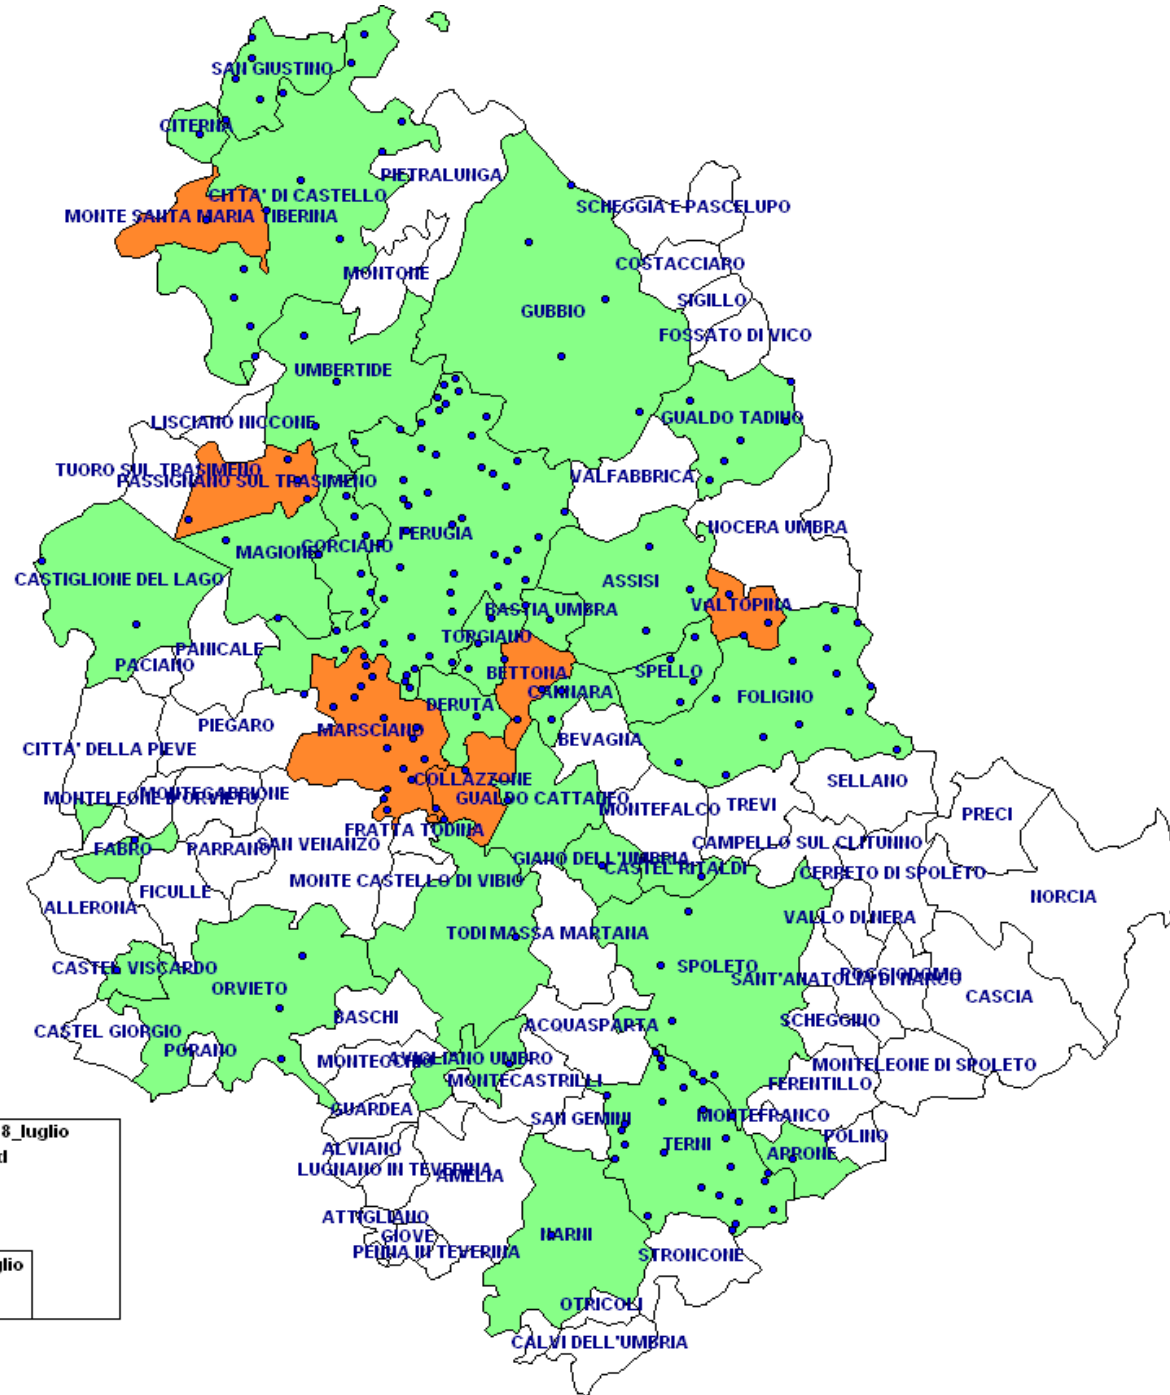 SAN GIUSTINO
CITERNA
PIETRALUNGA
CITTA' DI CASTELLO
SCHEGGIA E PASCELUPO
MONTE SANTA MARIA TIBERINA
COSTACCIARO
MONTONE
SIGILLO
GUBBIO
FOSSATO DI VICO
UMBERTIDE
GUALDO TADINO
LISCIANO NICCONE
TUORO SUL TRASIMENO
VALFABBRICA
PASSIGNANO SUL TRASIMENO
NOCERA UMBRA
PERUGIA
CORCIANO
MAGIONE
CASTIGLIONE DEL LAGO
ASSISI
VALTOPINA
BASTIA UMBRA
TORGIANO
PANICALE
PACIANO
BETTONA
SPELLO
CANNARA
FOLIGNO
DERUTA
PIEGARO
MARSCIANO
BEVAGNA
CITTA' DELLA PIEVE
COLLAZZONE
SELLANO
MONTEGABBIONE
MONTELEONE D'ORVIETO
GUALDO CATTANEO
MONTEFALCO
TREVI
PRECI
FRATTA TODINA
SAN VENANZO
CAMPELLO SUL CLITUNNO
FABRO
PARRANO
GIANO DELL'UMBRIA
CASTEL RITALDI
CERRETO DI SPOLETO
MONTE CASTELLO DI VIBIO
FICULLE
NORCIA
ALLERONA
VALLO DI NERA
TODI
MASSA MARTANA
CASTEL VISCARDO
SPOLETO
SANT'ANATOLIA DI NARCO
POGGIODOMO
ORVIETO
CASCIA
BASCHI
SCHEGGINO
ACQUASPARTA
CASTEL GIORGIO
PORANO
MONTECCHIO
AVIGLIANO UMBRO
MONTELEONE DI SPOLETO
MONTECASTRILLI
FERENTILLO
GUARDEA
SAN GEMINI
MONTEFRANCO
8_luglio
POLINO
TERNI
ALVIANO
ARRONE
LUGNANO IN TEVERINA
AMELIA
ATTIGLIANO
GIOVE
NARNI
PENNA IN TEVERINA
STRONCONE
OTRICOLI
CALVI DELL'UMBRIA